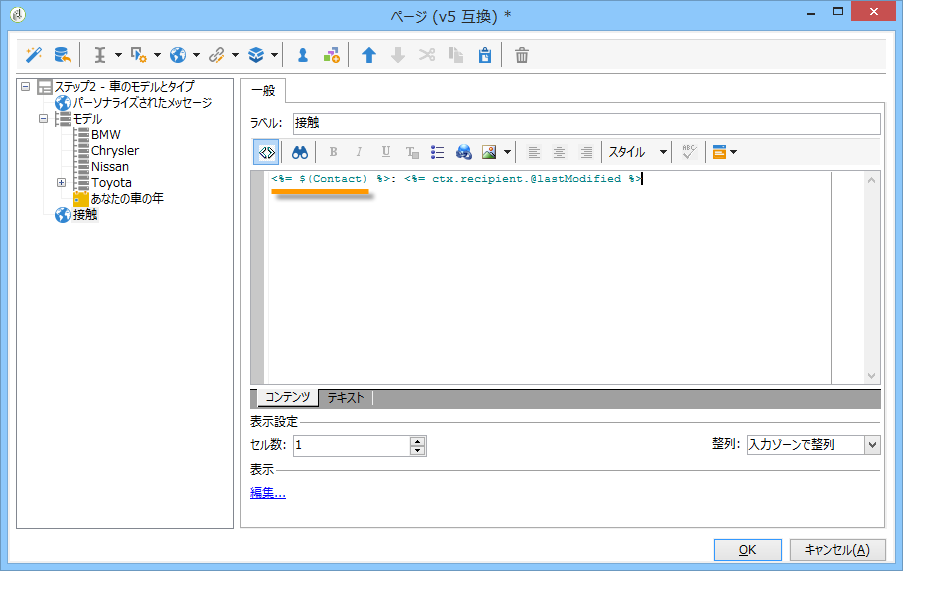 ページ (v5 互換) *
ステップ2 - 車のモデルとタイプ
パーソナライズされたメッセージ
モデル
BMW
Chrysler
Nissan
Toyota
あなたの車の年
接触
一般
ラベル: 接触
B I U スタイル ABC
<%= $(Contact) %>: <%= ctx.recipient.@lastModified %>
コンテンツ テキスト
表示設定
セル数: 1 整列: 入力ゾーンで整列
表示
編集...
OK キャンセル(A)